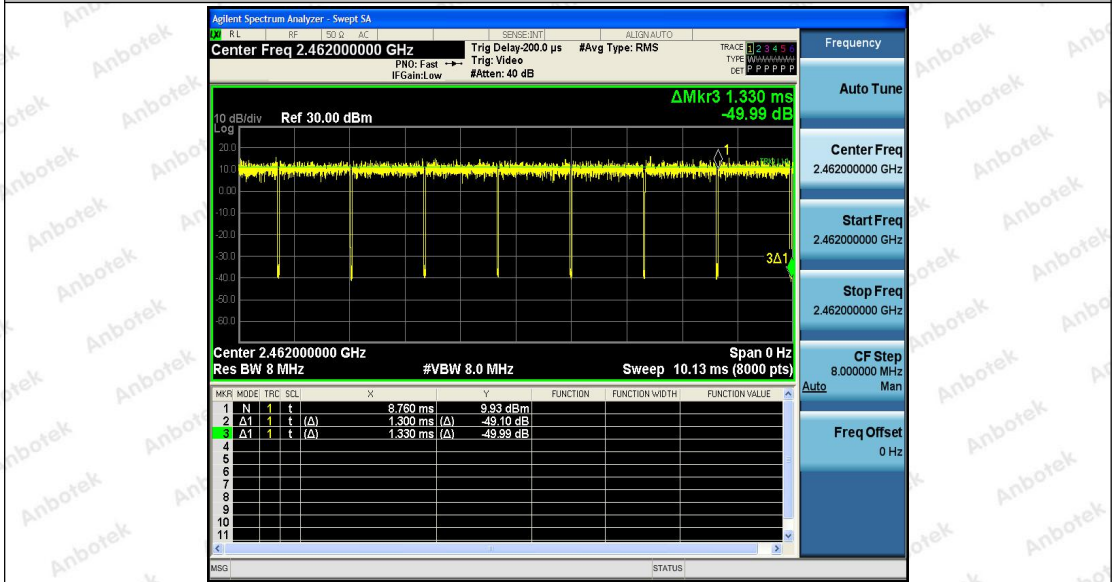 Agilent Spectrum Analyzer - Swept SA
LXI RL RF 50 Ω AC SENSE:INT ALIGN AUTO
Center Freq 2.462000000 GHz
PNO: Fast
IFGain:Low
Trig Delay-200.0 µs
Trig: Video
#Atten: 40 dB
#Avg Type: RMS
TRACE 1 2 3 4 5 6
TYPE WWWWWWW
DET P P P P P P
ΔMkr3 1.330 ms
-49.99 dB
10 dB/div Ref 30.00 dBm
Log
20.0
10.0
0.00
-10.0
-20.0
-30.0
-40.0
-50.0
-60.0
1
3Δ1
Center 2.462000000 GHz Span 0 Hz
Res BW 8 MHz #VBW 8.0 MHz Sweep 10.13 ms (8000 pts)
MKR MODE TRC SCL X Y FUNCTION FUNCTION WIDTH FUNCTION VALUE
1 N 1 t 8.760 ms 9.93 dBm
2 Δ1 1 t (Δ) 1.300 ms (Δ) -49.10 dB
3 Δ1 1 t (Δ) 1.330 ms (Δ) -49.99 dB
4
5
6
7
8
9
10
11
MSG STATUS
Frequency
Auto Tune
Center Freq
2.462000000 GHz
Start Freq
2.462000000 GHz
Stop Freq
2.462000000 GHz
CF Step
8.000000 MHz
Auto Man
Freq Offset
0 Hz
Anbotek